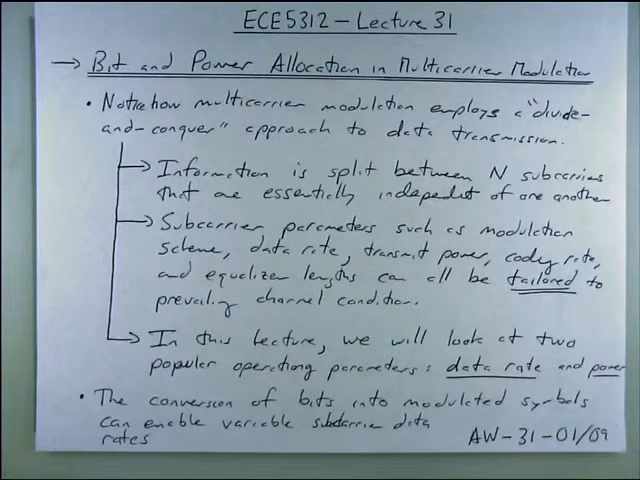 ECE5312 - Lecture 31
→ Bit and Power Allocation in Multicarrier Modulation
• Notice how multicarrier modulation employs a "divide-
and-conquer" approach to data transmission.
→ Information is split between N subcarries
that are essentially independet of one another
→ Subcarrier parameters such as modulation
scheme, data rate, transmit power, coding rate,
and equalizer lengths can all be tailored to
prevailing channel condition.
→ In this lecture, we will look at two
popular operating parameters: data rate and power
• The conversion of bits into modulated symbols
can enable variable subcarrier data
rates
AW-31-01/09